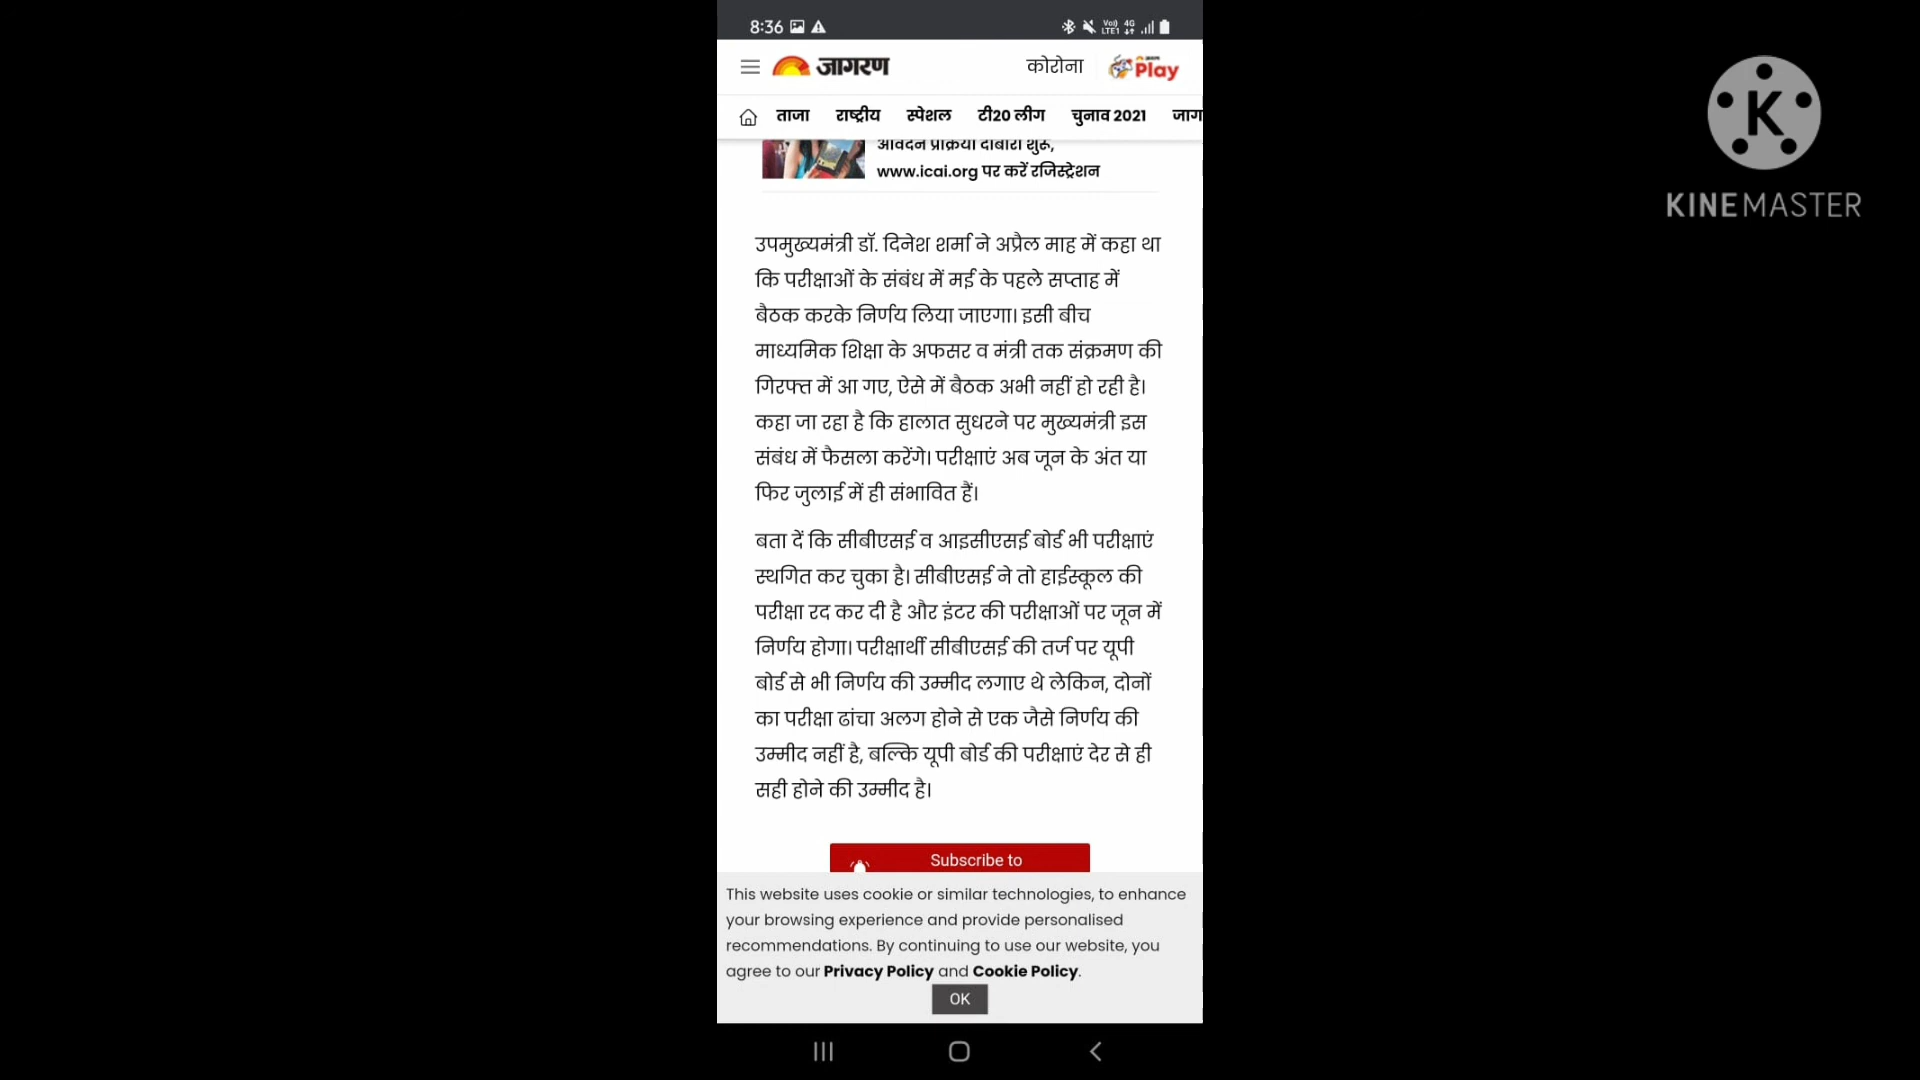 8:36
Vo) 4G
LTE1
जागरण
कोरोना
Play
ताजा राष्ट्रीय स्पेशल टी20 लीग चुनाव 2021 जाग
आवेदन प्रक्रिया दोबारा शुरू,
www.icai.org पर करें रजिस्ट्रेशन
उपमुख्यमंत्री डॉ. दिनेश शर्मा ने अप्रैल माह में कहा था
कि परीक्षाओं के संबंध में मई के पहले सप्ताह में
बैठक करके निर्णय लिया जाएगा। इसी बीच
माध्यमिक शिक्षा के अफसर व मंत्री तक संक्रमण की
गिरफ्त में आ गए, ऐसे में बैठक अभी नहीं हो रही है।
कहा जा रहा है कि हालात सुधरने पर मुख्यमंत्री इस
संबंध में फैसला करेंगे। परीक्षाएं अब जून के अंत या
फिर जुलाई में ही संभावित हैं।
बता दें कि सीबीएसई व आइसीएसई बोर्ड भी परीक्षाएं
स्थगित कर चुका है। सीबीएसई ने तो हाईस्कूल की
परीक्षा रद कर दी है और इंटर की परीक्षाओं पर जून में
निर्णय होगा। परीक्षार्थी सीबीएसई की तर्ज पर यूपी
बोर्ड से भी निर्णय की उम्मीद लगाए थे लेकिन, दोनों
का परीक्षा ढांचा अलग होने से एक जैसे निर्णय की
उम्मीद नहीं है, बल्कि यूपी बोर्ड की परीक्षाएं देर से ही
सही होने की उम्मीद है।
Subscribe to
This website uses cookie or similar technologies, to enhance
your browsing experience and provide personalised
recommendations. By continuing to use our website, you
agree to our Privacy Policy and Cookie Policy.
OK
K
KINEMASTER